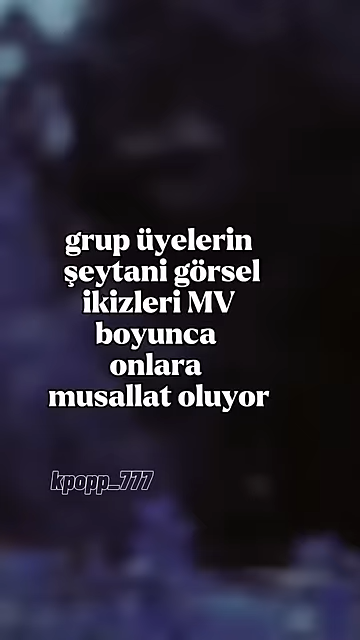 grup üyelerin
şeytani görsel
ikizleri MV
boyunca
onlara
musallat oluyor
kpopp_777